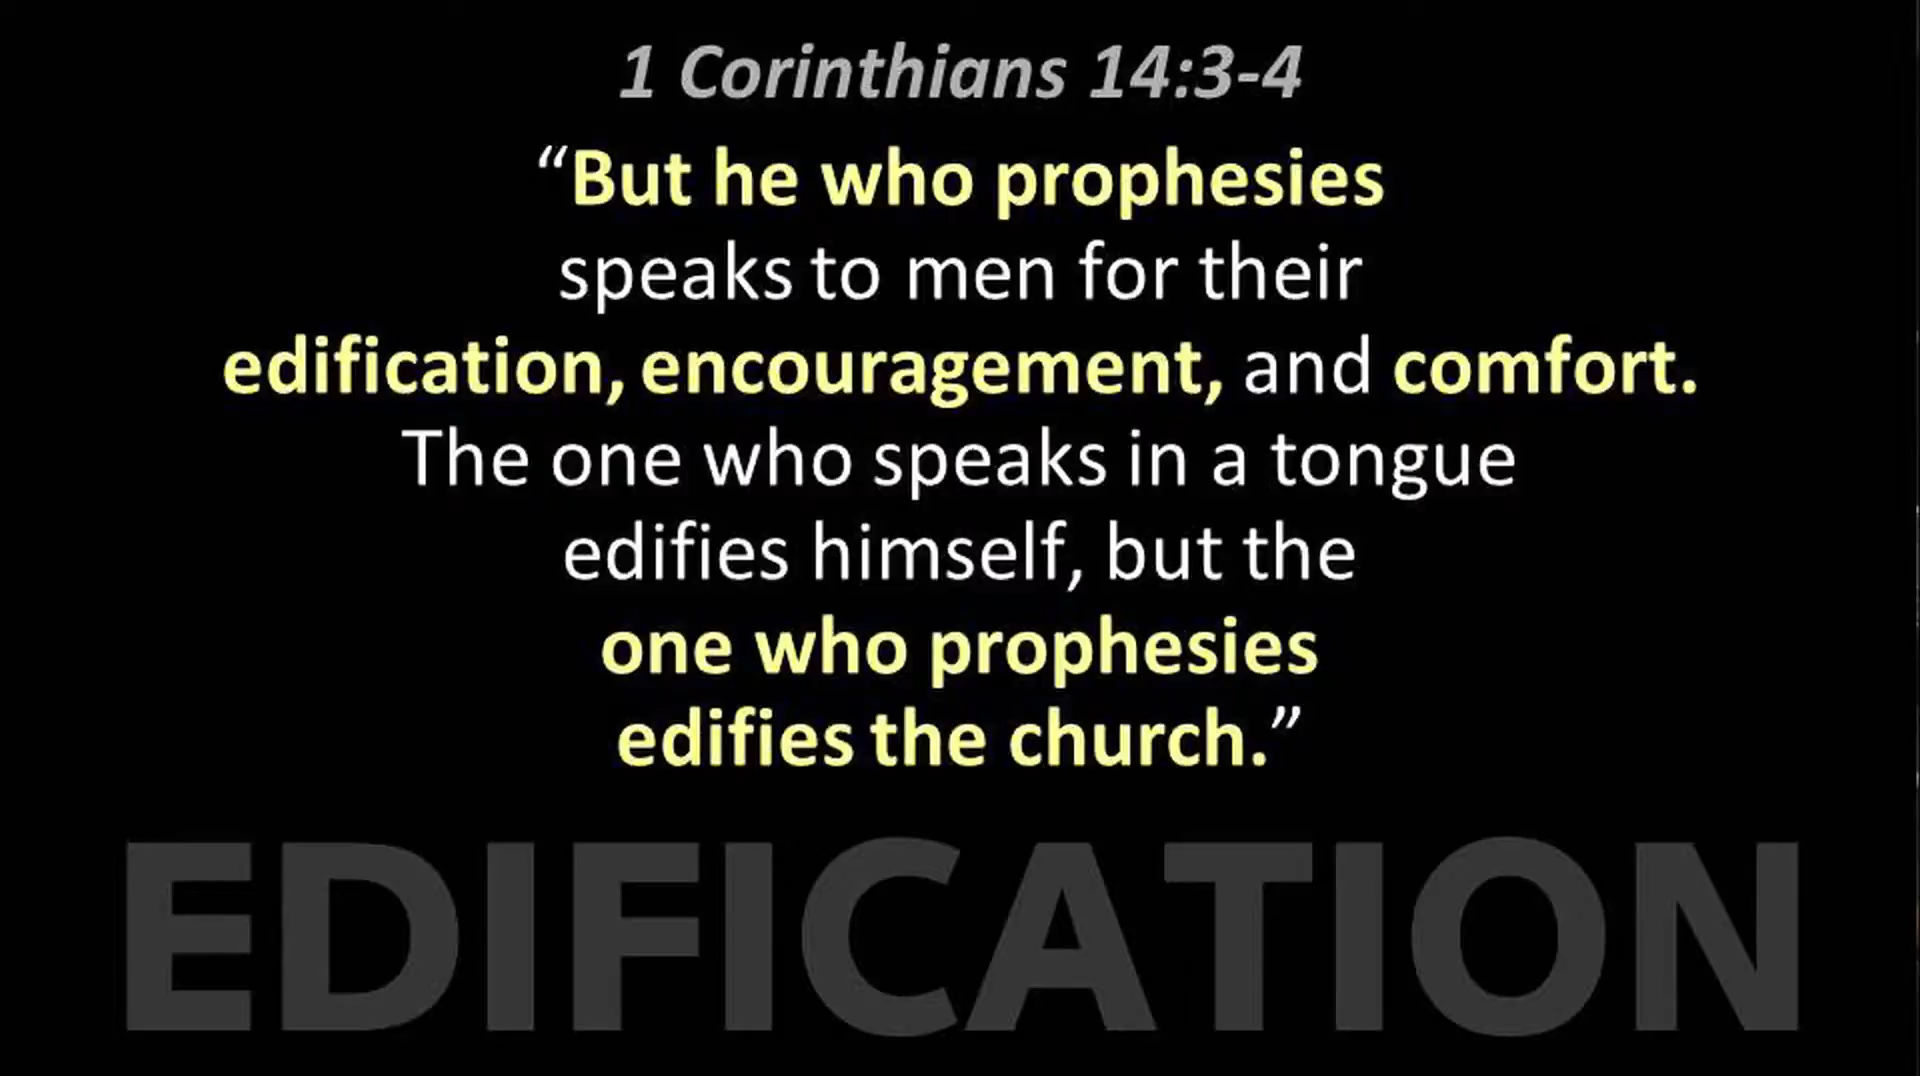 1 Corinthians 14:3-4
“But he who prophesies
speaks to men for their
edification, encouragement, and comfort.
The one who speaks in a tongue
edifies himself, but the
one who prophesies
edifies the church.”
EDIFICATION